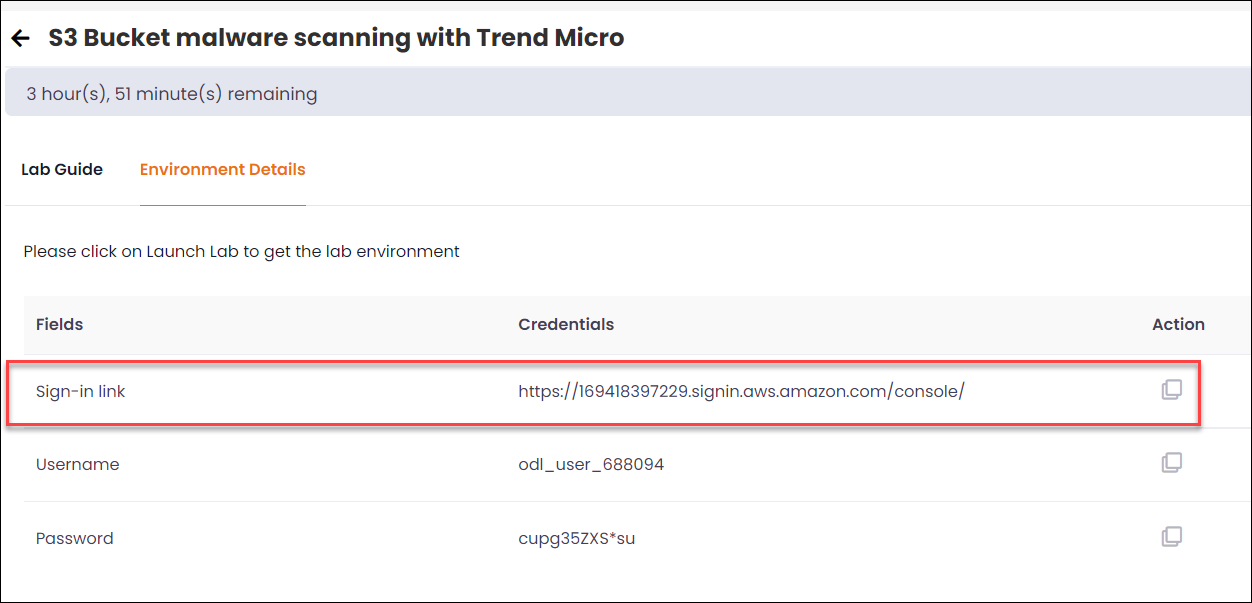 S3 Bucket malware scanning with Trend Micro
3 hour(s), 51 minute(s) remaining
Lab Guide Environment Details
Please click on Launch Lab to get the lab environment
Fields Credentials Action
Sign-in link https://169418397229.signin.aws.amazon.com/console/
Username odl_user_688094
Password cupg35ZXS*su